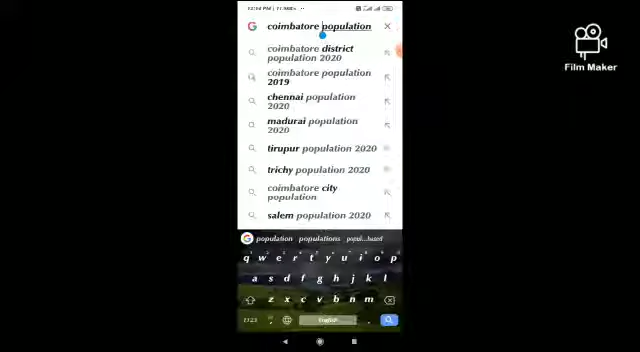 coimbatore population
Film Maker
coimbatore district
population 2020
coimbatore population
2019
chennai population
2020
madurai population
2020
tirupur population 2020
trichy population 2020
coimbatore city
population
salem population 2020
population populations
q w e r t y u i o p
a s d f g h j k l
z x c v b n m
English